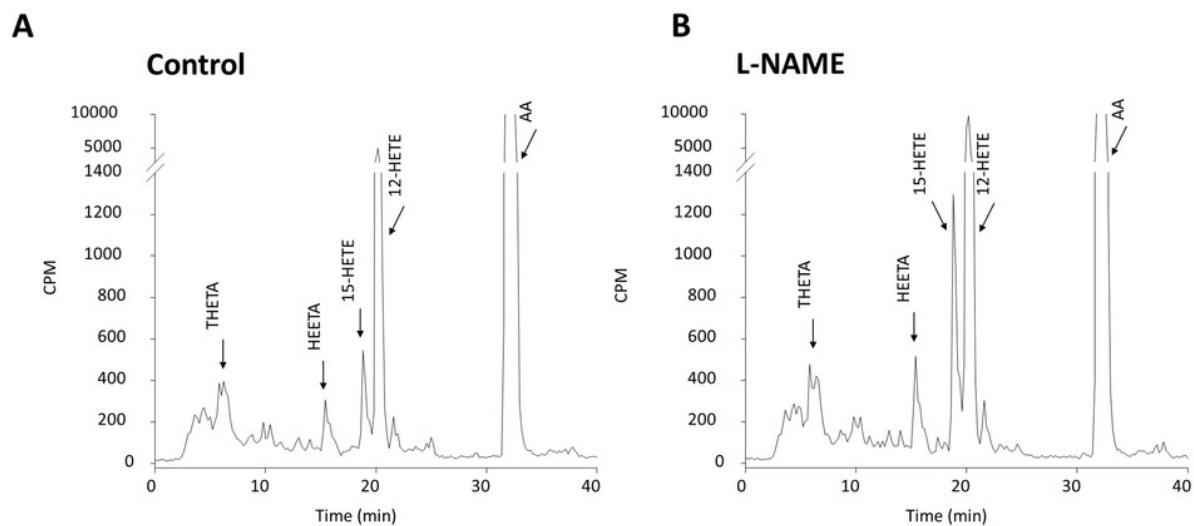 A
Control
10000
5000
1400
1200
1000
800
600
400
200
0
CPM
THETA
HEETA
15-HETE
12-HETE
AA
0
10
20
30
40
Time (min)
B
L-NAME
10000
5000
1400
1200
1000
800
600
400
200
0
CPM
THETA
HEETA
15-HETE
12-HETE
AA
0
10
20
30
40
Time (min)